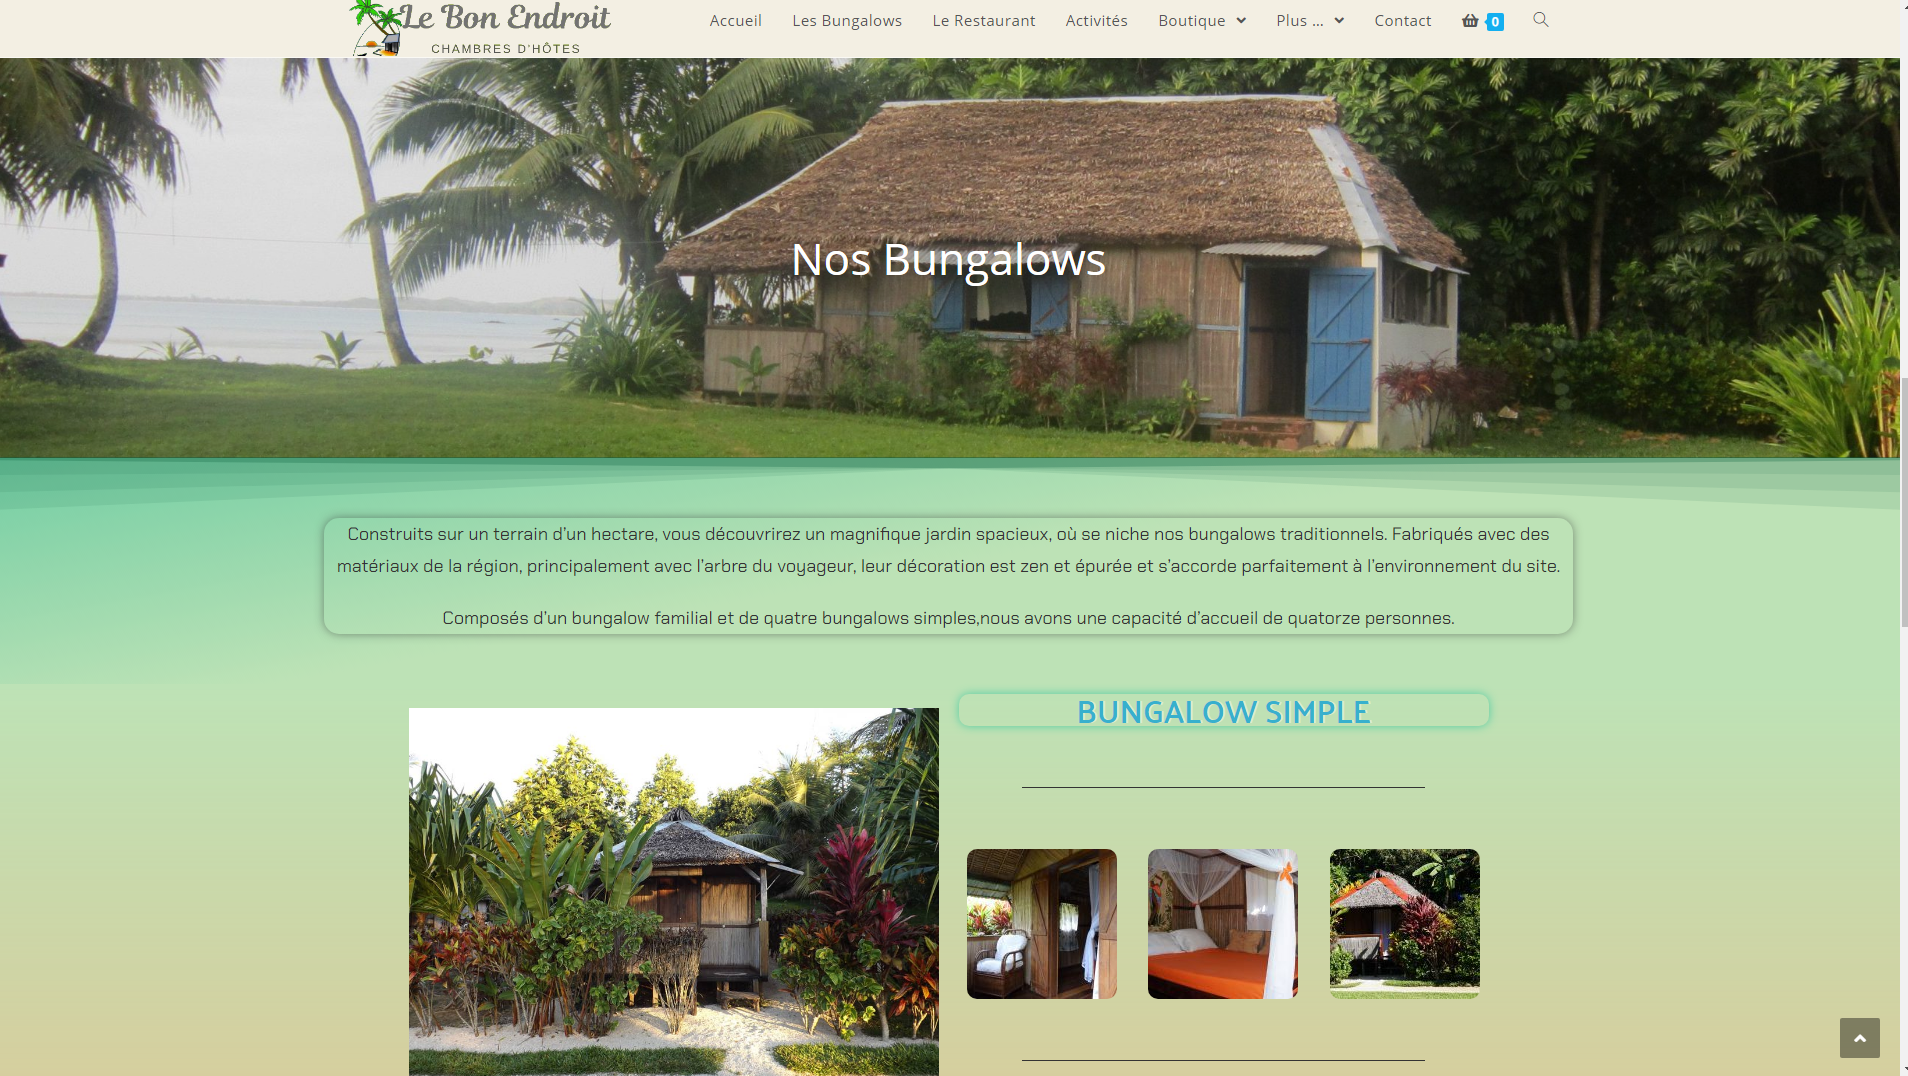 Le Bon Endroit
CHAMBRES D'HÔTES
Accueil
Les Bungalows
Le Restaurant
Activités
Boutique
Plus ...
Contact
0
Nos Bungalows
Construits sur un terrain d’un hectare, vous découvrirez un magnifique jardin spacieux, où se niche nos bungalows traditionnels. Fabriqués avec des
matériaux de la région, principalement avec l’arbre du voyageur, leur décoration est zen et épurée et s’accorde parfaitement à l’environnement du site.
Composés d’un bungalow familial et de quatre bungalows simples,nous avons une capacité d’accueil de quatorze personnes.
BUNGALOW SIMPLE